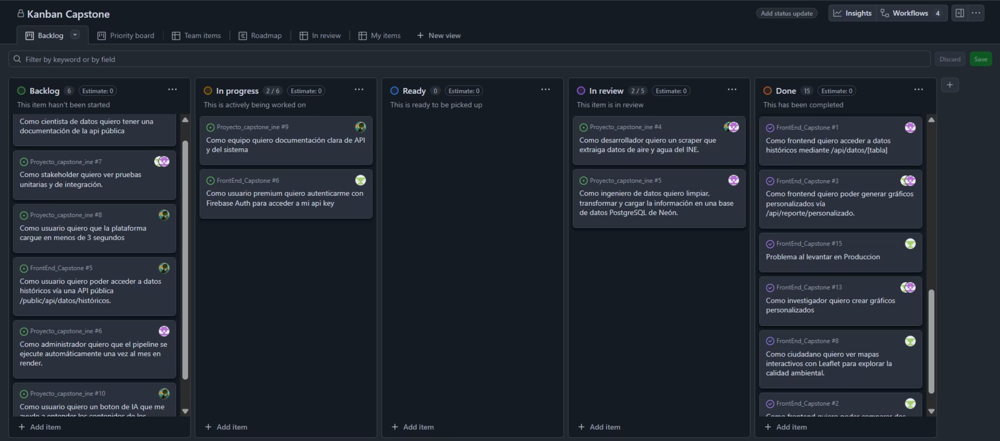 Kanban Capstone
Add status update
Insights
Workflows 4
Backlog
Priority board
Team items
Roadmap
In review
My items
New view
Filter by keyword or by field
Discard
Save
Backlog 6 Estimate: 0
This item hasn't been started
Como cientista de datos quiero tener una
documentación de la api pública
Proyecto_capstone_ine #7
Como stakeholder quiero ver pruebas
unitarias y de integración.
Proyecto_capstone_ine #8
Como usuario quiero que la plataforma
cargue en menos de 3 segundos
FrontEnd_Capstone #5
Como usuario quiero poder acceder a datos
históricos vía una API pública
/public/api/datos/históricos.
Proyecto_capstone_ine #6
Como administrador quiero que el pipeline se
ejecute automáticamente una vez al mes en
render.
Proyecto_capstone_ine #10
Como usuario quiero un boton de IA que me
ayude a entender los contenidos de los
Add item
In progress 2 / 6 Estimate: 0
This is actively being worked on
Proyecto_capstone_ine #9
Como equipo quiero documentación clara de API
y del sistema
FrontEnd_Capstone #6
Como usuario premium quiero autenticarme con
Firebase Auth para acceder a mi api key
Add item
Ready 0 Estimate: 0
This is ready to be picked up
Add item
In review 2 / 5 Estimate: 0
This item is in review
Proyecto_capstone_ine #4
Como desarrollador quiero un scraper que
extraiga datos de aire y agua del INE.
Proyecto_capstone_ine #5
Como ingeniero de datos quiero limpiar,
transformar y cargar la información en una base
de datos PostgreSQL de Neón.
Add item
Done 15 Estimate: 0
This has been completed
FrontEnd_Capstone #1
Como frontend quiero acceder a datos
históricos mediante /api/datos/[tabla]
FrontEnd_Capstone #3
Como frontend quiero poder generar gráficos
personalizados vía
/api/reporte/personalizado.
FrontEnd_Capstone #15
Problema al levantar en Produccion
FrontEnd_Capstone #13
Como investigador quiero crear gráficos
personalizados
FrontEnd_Capstone #8
Como ciudadano quiero ver mapas
interactivos con Leaflet para explorar la
calidad ambiental.
FrontEnd_Capstone #2
Como frontend quiero poder comparar dos
Add item